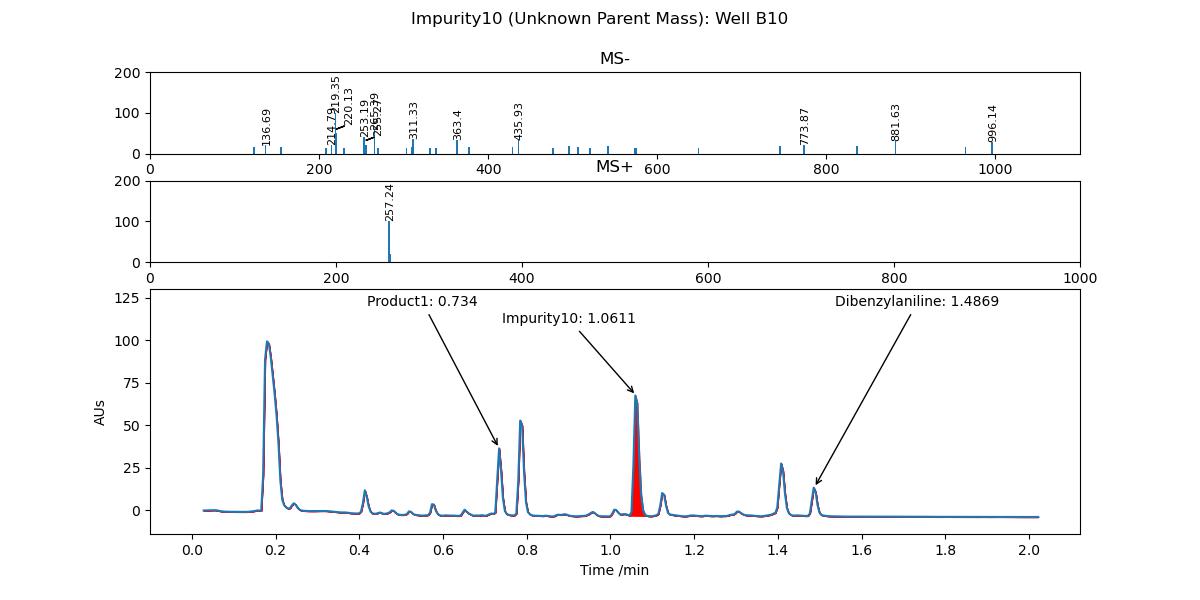 Impurity10 (Unknown Parent Mass): Well B10
MS-
200
100
0
136.69
214.79
219.35
220.13
253.19
265.39
255.27
311.33
363.4
435.93
773.87
881.63
996.14
0 200 400 600 800 1000
MS+
200
100
0
257.24
0 200 400 600 800 1000
Product1: 0.734
Impurity10: 1.0611
Dibenzylaniline: 1.4869
125
100
75
50
25
0
AUs
0.0 0.2 0.4 0.6 0.8 1.0 1.2 1.4 1.6 1.8 2.0
Time /min